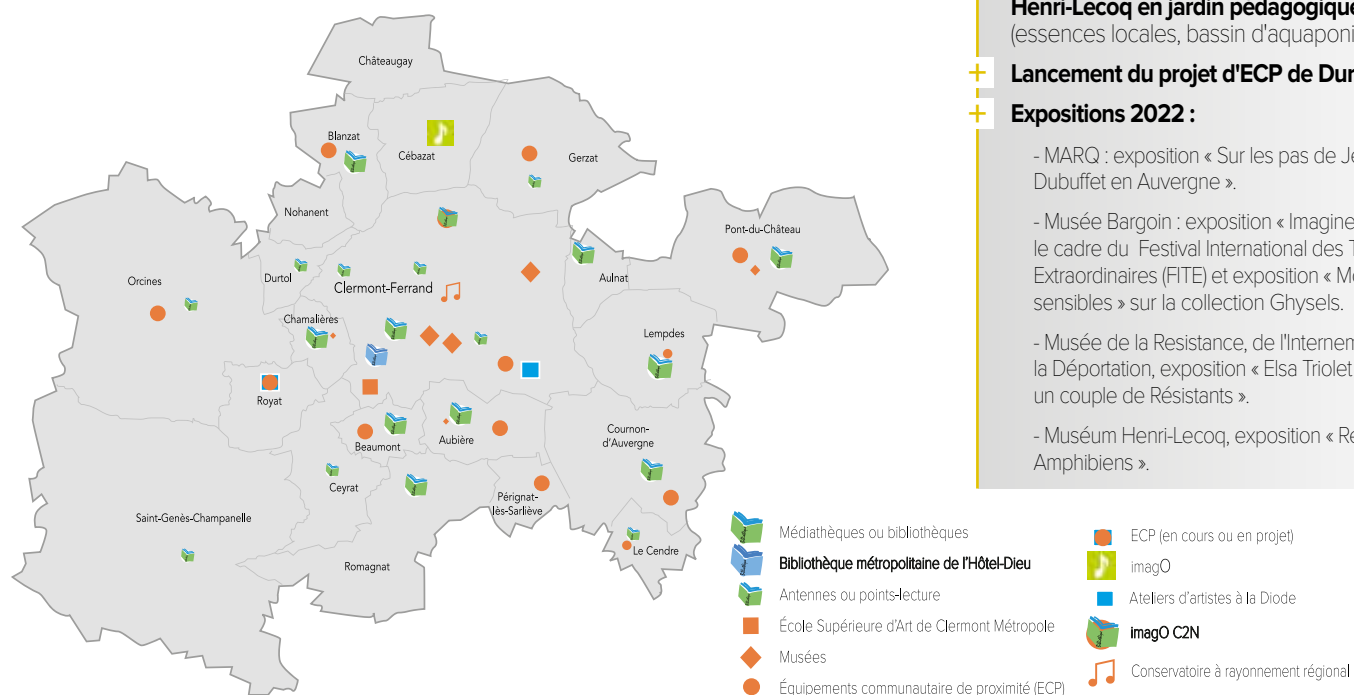 Châteaugay
Blanzat
Cébazat
Gerzat
Nohanent
Pont-du-Château
Orcines
Durtol
Clermont-Ferrand
Aulnat
Chamalières
Lempdes
Royat
Beaumont
Aubière
Cournon-
d'Auvergne
Ceyrat
Pérignat-
lès-Sarliève
Saint-Genès-Champanelle
Romagnat
Le Cendre
Médiathèques ou bibliothèques
Bibliothèque métropolitaine de l'Hôtel-Dieu
Antennes ou points-lecture
École Supérieure d'Art de Clermont Métropole
Musées
Équipements communautaire de proximité (ECP)
ECP (en cours ou en projet)
imagO
Ateliers d'artistes à la Diode
imagO C2N
Conservatoire à rayonnement régional
Henri-Lecoq en jardin pédagogique
(essences locales, bassin d'aquaponi
+ Lancement du projet d'ECP de Dur
+ Expositions 2022 :
- MARQ : exposition « Sur les pas de Je
Dubuffet en Auvergne ».
- Musée Bargoin : exposition « Imagine
le cadre du Festival International des T
Extraordinaires (FITE) et exposition « Mé
sensibles » sur la collection Ghysels.
- Musée de la Resistance, de l'Internem
la Déportation, exposition « Elsa Triolet
un couple de Résistants ».
- Muséum Henri-Lecoq, exposition « Re
Amphibiens ».